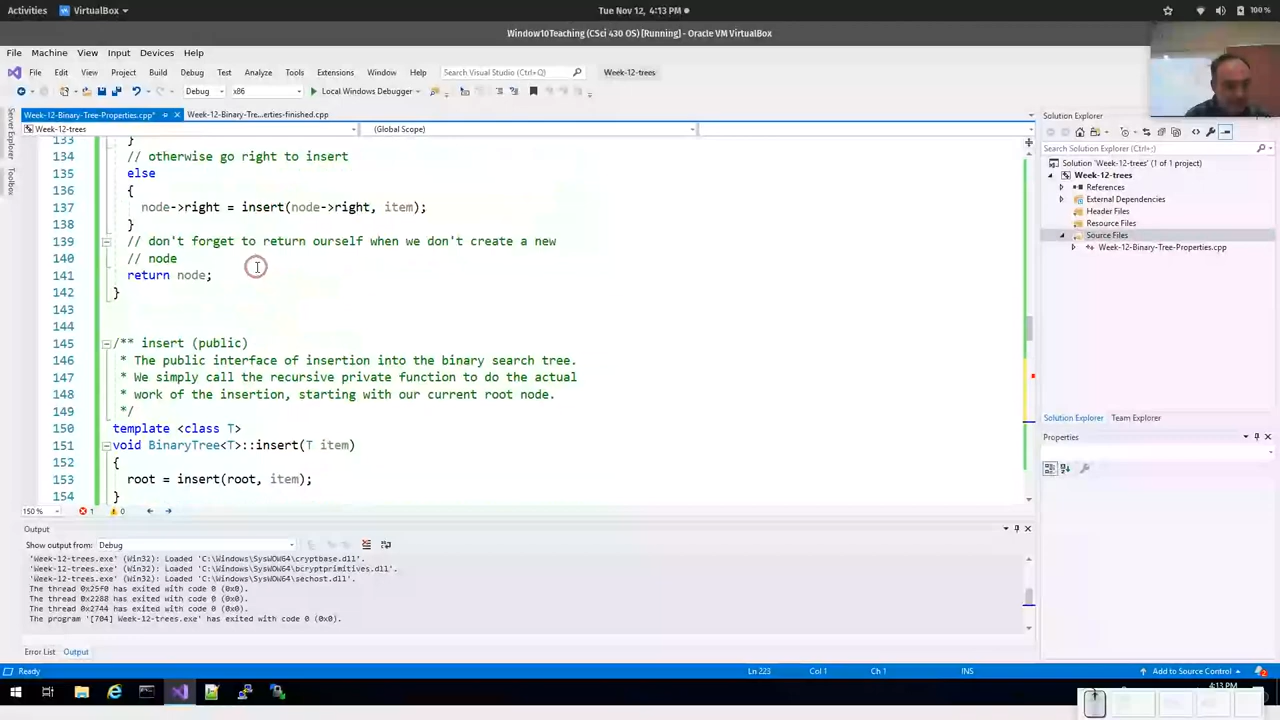 Activities VirtualBox Tue Nov 12, 4:13 PM 100 %
Window10Teaching (CSci 430 OS) [Running] - Oracle VM VirtualBox
File Machine View Input Devices Help
File Edit View Project Build Debug Test Analyze Tools Extensions Window Help Search Visual Studio (Ctrl+Q) Week-12-trees
Debug x86 Local Windows Debugger
Server Explorer
Toolbox
Week-12-Binary-Tree-Properties.cpp* Week-12-Binary-Tre...erties-finished.cpp
Week-12-trees (Global Scope)
133 }
134 // otherwise go right to insert
135 else
136 {
137 node->right = insert(node->right, item);
138 }
139 // don't forget to return ourself when we don't create a new
140 // node
141 return node;
142 }
143
144
145 /** insert (public)
146 * The public interface of insertion into the binary search tree.
147 * We simply call the recursive private function to do the actual
148 * work of the insertion, starting with our current root node.
149 */
150 template <class T>
151 void BinaryTree<T>::insert(T item)
152 {
153 root = insert(root, item);
154 }
150 % 1 0
Solution Explorer
Search Solution Explorer (Ctrl+;)
Solution 'Week-12-trees' (1 of 1 project)
Week-12-trees
References
External Dependencies
Header Files
Resource Files
Source Files
Week-12-Binary-Tree-Properties.cpp
Solution Explorer Team Explorer
Properties
Output
Show output from: Debug
'Week-12-trees.exe' (Win32): Loaded 'C:\Windows\SysWOW64\cryptbase.dll'.
'Week-12-trees.exe' (Win32): Loaded 'C:\Windows\SysWOW64\bcryptprimitives.dll'.
'Week-12-trees.exe' (Win32): Loaded 'C:\Windows\SysWOW64\sechost.dll'.
The thread 0x25f0 has exited with code 0 (0x0).
The thread 0x2288 has exited with code 0 (0x0).
The thread 0x2744 has exited with code 0 (0x0).
The program '[704] Week-12-trees.exe' has exited with code 0 (0x0).
Error List Output
Ready Ln 223 Col 1 Ch 1 INS Add to Source Control 2
4:13 PM